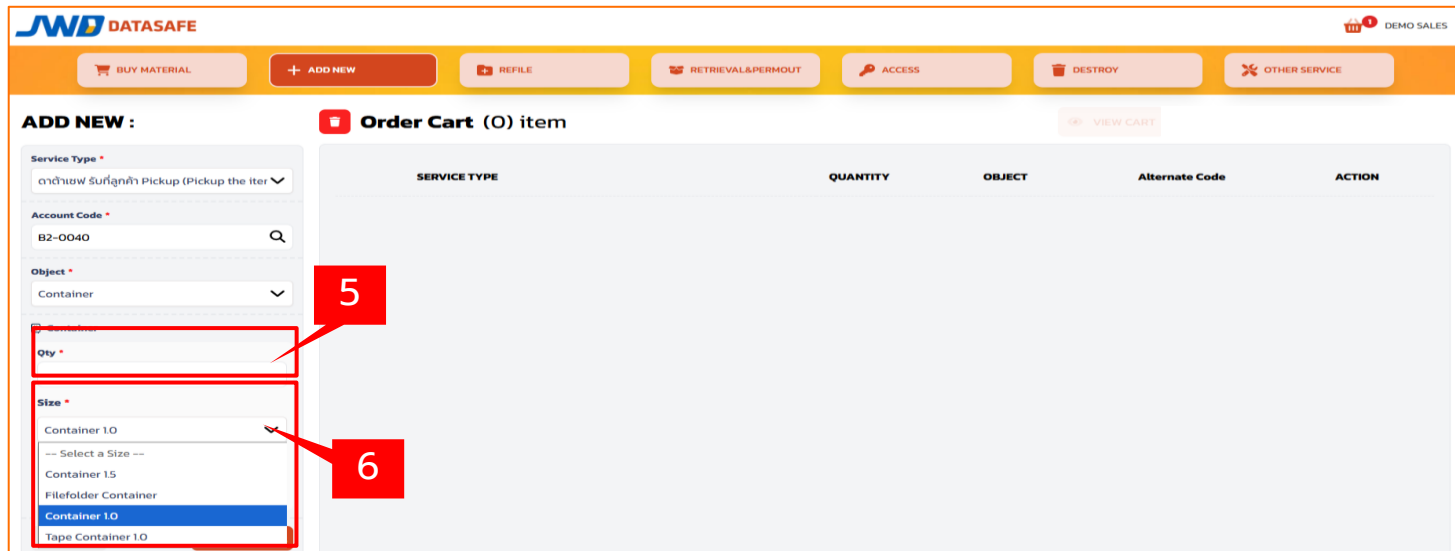 JWD DATASAFE
1 DEMO SALES
BUY MATERIAL
+ ADD NEW
REFILE
RETRIEVAL&PERMOUT
ACCESS
DESTROY
OTHER SERVICE
ADD NEW :
Order Cart (0) item
VIEW CART
Service Type *
ดาต้าเซฟ รับที่ลูกค้า Pickup (Pickup the iter
SERVICE TYPE QUANTITY OBJECT Alternate Code ACTION
Account Code *
B2-0040
Object *
Container
5
Container
Qty *
Size *
Container 1.0
6
-- Select a Size --
Container 1.5
Filefolder Container
Container 1.0
Tape Container 1.0